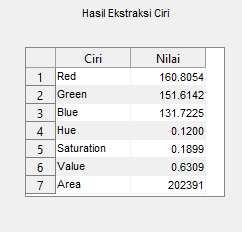 Hasil Ekstraksi Ciri
Ciri Nilai
1 Red 160.8054
2 Green 151.6142
3 Blue 131.7225
4 Hue 0.1200
5 Saturation 0.1899
6 Value 0.6309
7 Area 202391